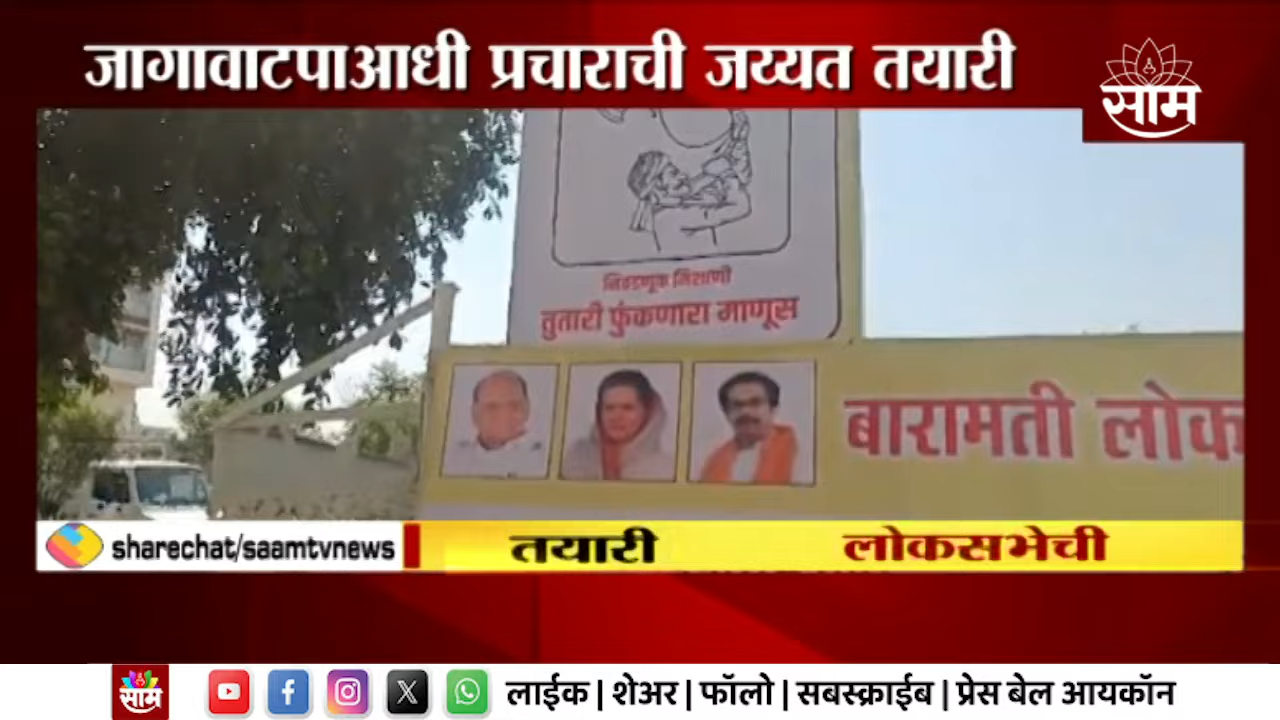 जागावाटपाआधी प्रचाराची जय्यत तयारी
साम
निवडणूक निशाणी
तुतारी फुंकणारा माणूस
बारामती लोक
sharechat/saamtvnews
तयारी लोकसभेची
साम
लाईक | शेअर | फॉलो | सबस्क्राईब | प्रेस बेल आयकॉन